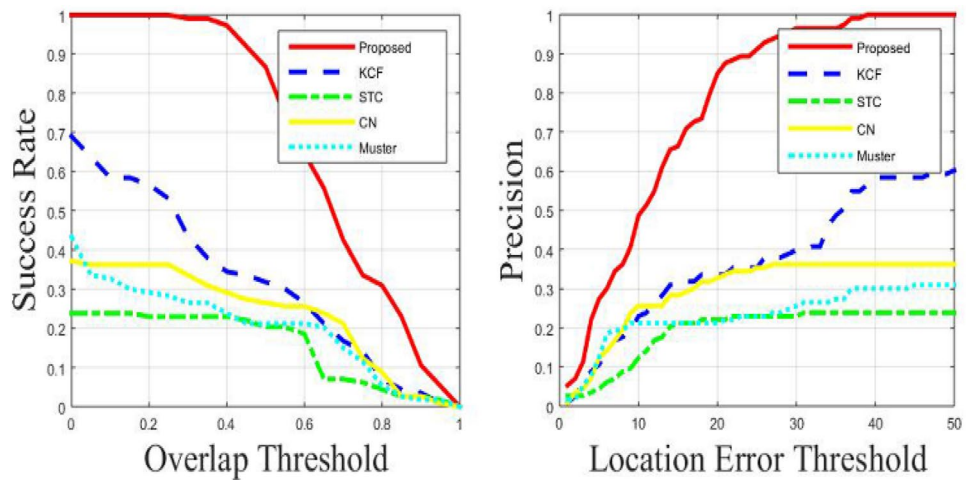 Success Rate
1
0.9
0.8
0.7
0.6
0.5
0.4
0.3
0.2
0.1
0
0 0.2 0.4 0.6 0.8 1
Overlap Threshold
Proposed
KCF
STC
CN
Muster
Precision
1
0.9
0.8
0.7
0.6
0.5
0.4
0.3
0.2
0.1
0
0 10 20 30 40 50
Location Error Threshold
Proposed
KCF
STC
CN
Muster